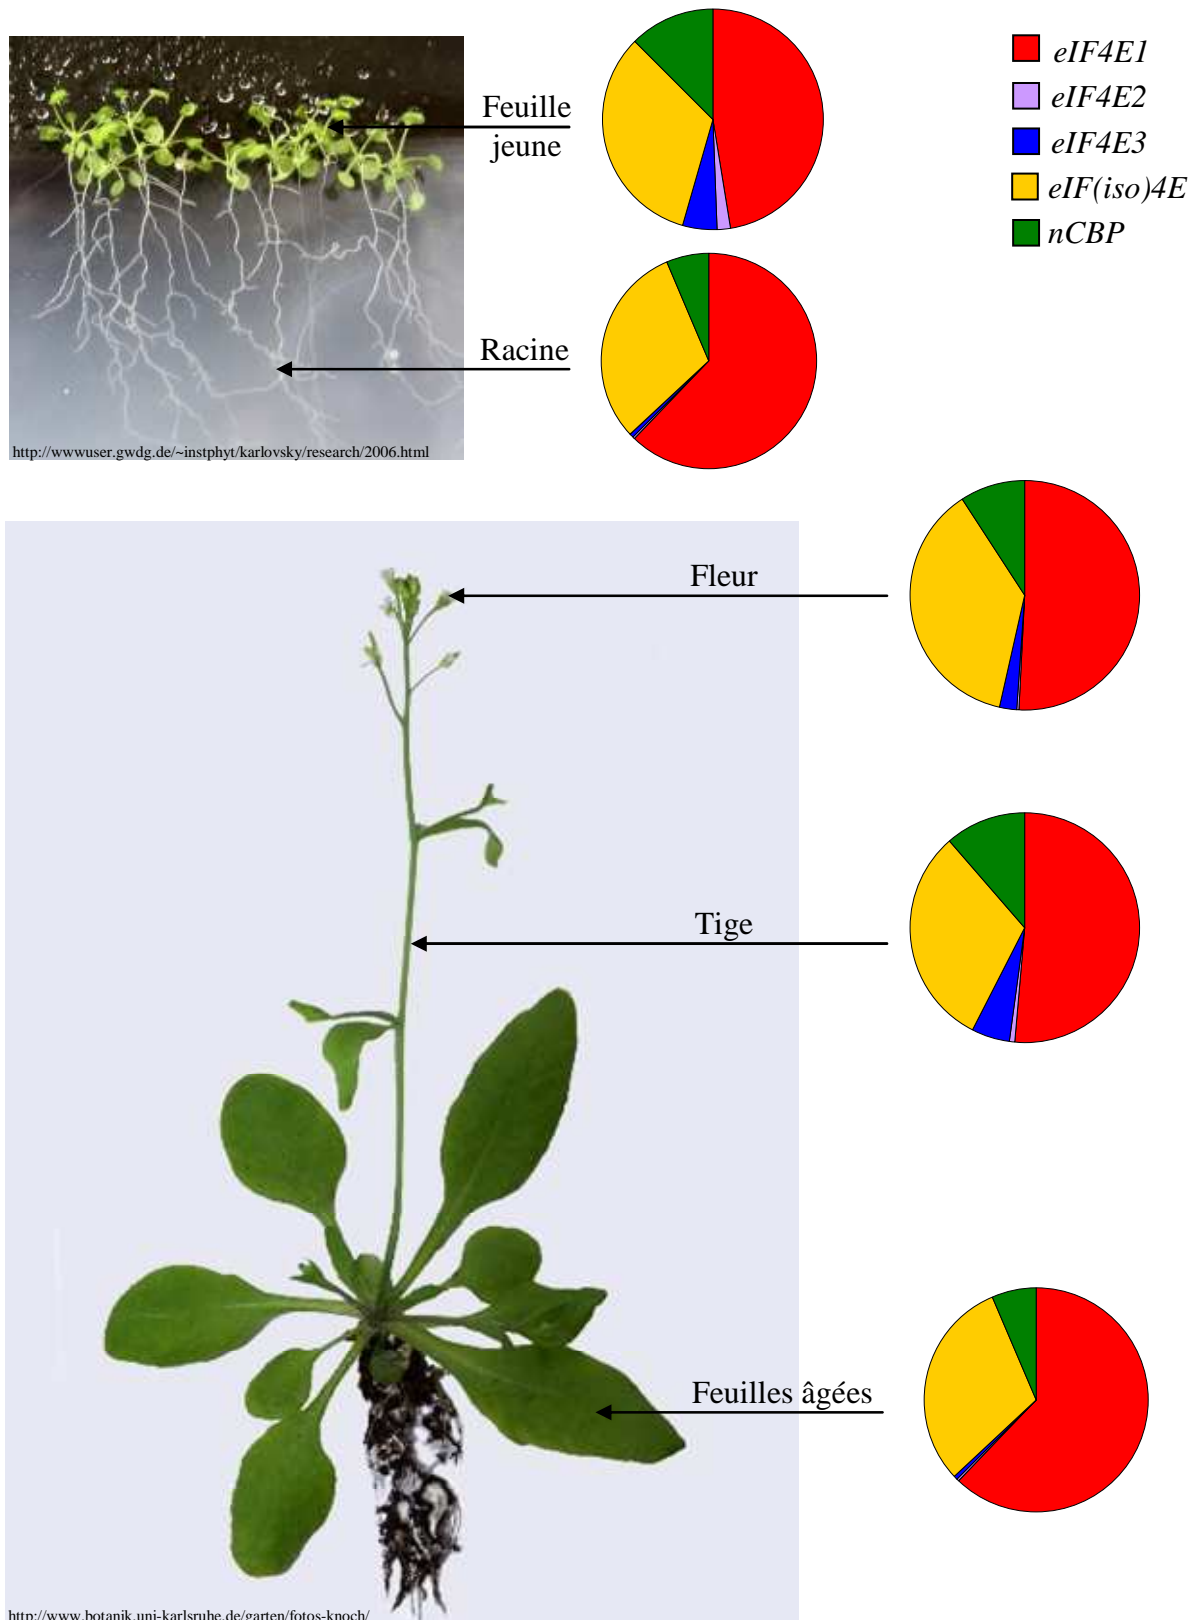 Feuille
jeune
eIF4E1
eIF4E2
eIF4E3
eIF(iso)4E
nCBP
Racine
http://wwwuser.gwdg.de/~instphyt/karlovsky/research/2006.html
Fleur
Tige
Feuilles âgées
http://www.botanik.uni-karlsruhe.de/garten/fotos-knoch/